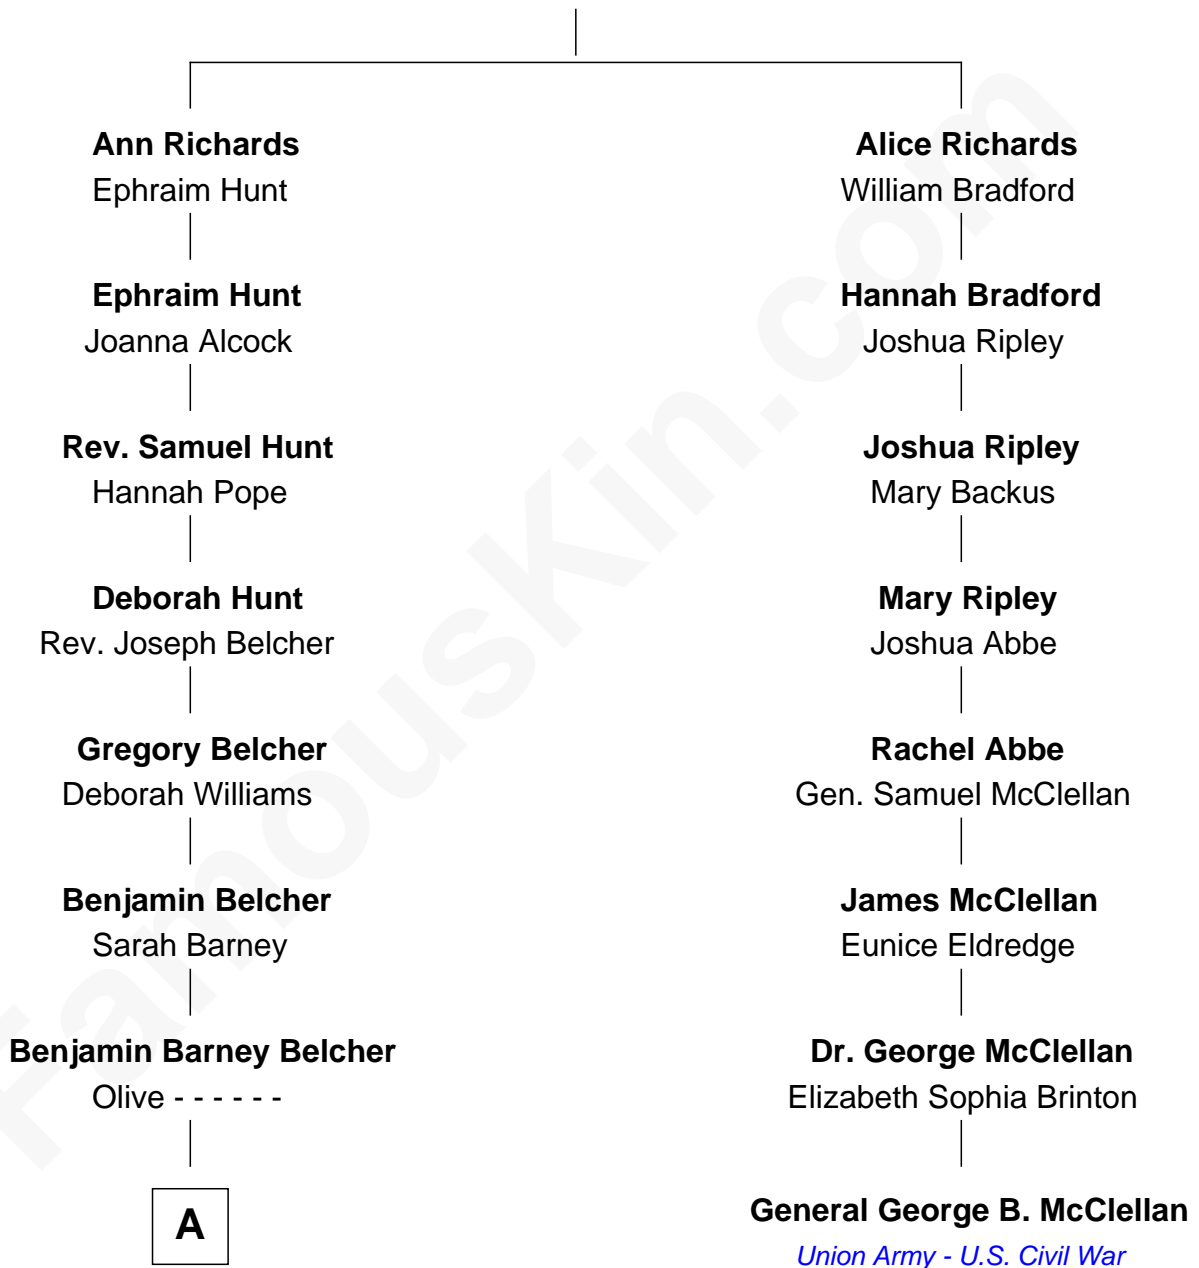 Ann Richards
Ephraim Hunt
Ephraim Hunt
Joanna Alcock
Rev. Samuel Hunt
Hannah Pope
Deborah Hunt
Rev. Joseph Belcher
Gregory Belcher
Deborah Williams
Benjamin Belcher
Sarah Barney
Benjamin Barney Belcher
Olive - - - - - -
A
Alice Richards
William Bradford
Hannah Bradford
Joshua Ripley
Joshua Ripley
Mary Backus
Mary Ripley
Joshua Abbe
Rachel Abbe
Gen. Samuel McClellan
James McClellan
Eunice Eldredge
Dr. George McClellan
Elizabeth Sophia Brinton
General George B. McClellan
Union Army - U.S. Civil War
FamousKin.com